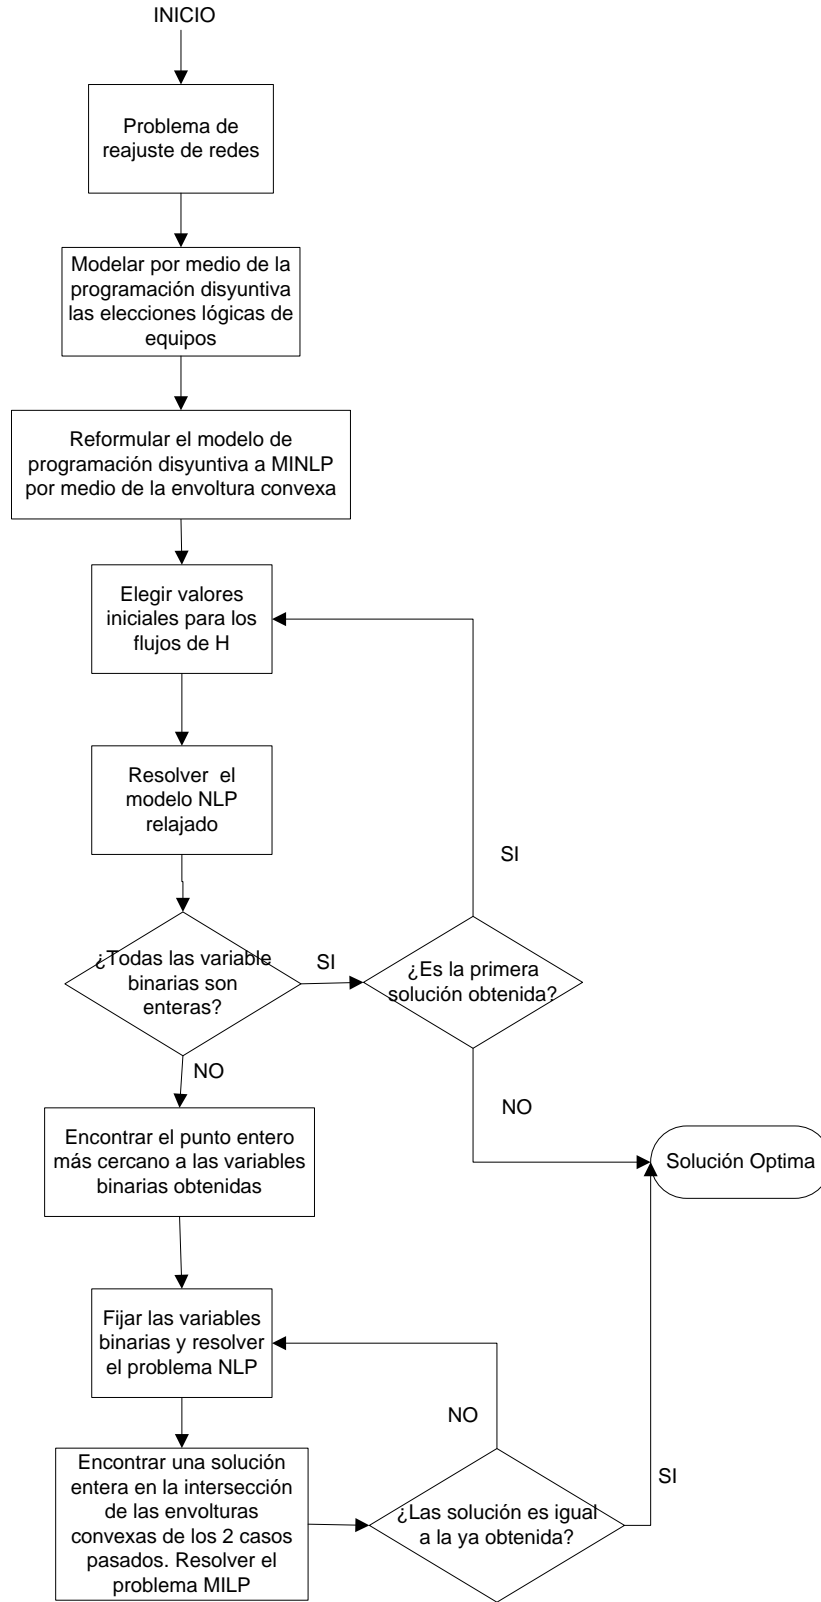 INICIO
Problema de
reajuste de redes
Modelar por medio de la
programación disyuntiva
las elecciones lógicas de
equipos
Reformular el modelo de
programación disyuntiva a MINLP
por medio de la envoltura convexa
Elegir valores
iniciales para los
flujos de H
Resolver el
modelo NLP
relajado
SI
¿Todas las variable
binarias son
enteras?
SI
¿Es la primera
solución obtenida?
NO
NO
Encontrar el punto entero
más cercano a las variables
binarias obtenidas
Solución Optima
Fijar las variables
binarias y resolver
el problema NLP
NO
SI
Encontrar una solución
entera en la intersección
de las envolturas
convexas de los 2 casos
pasados. Resolver el
problema MILP
¿Las solución es igual
a la ya obtenida?